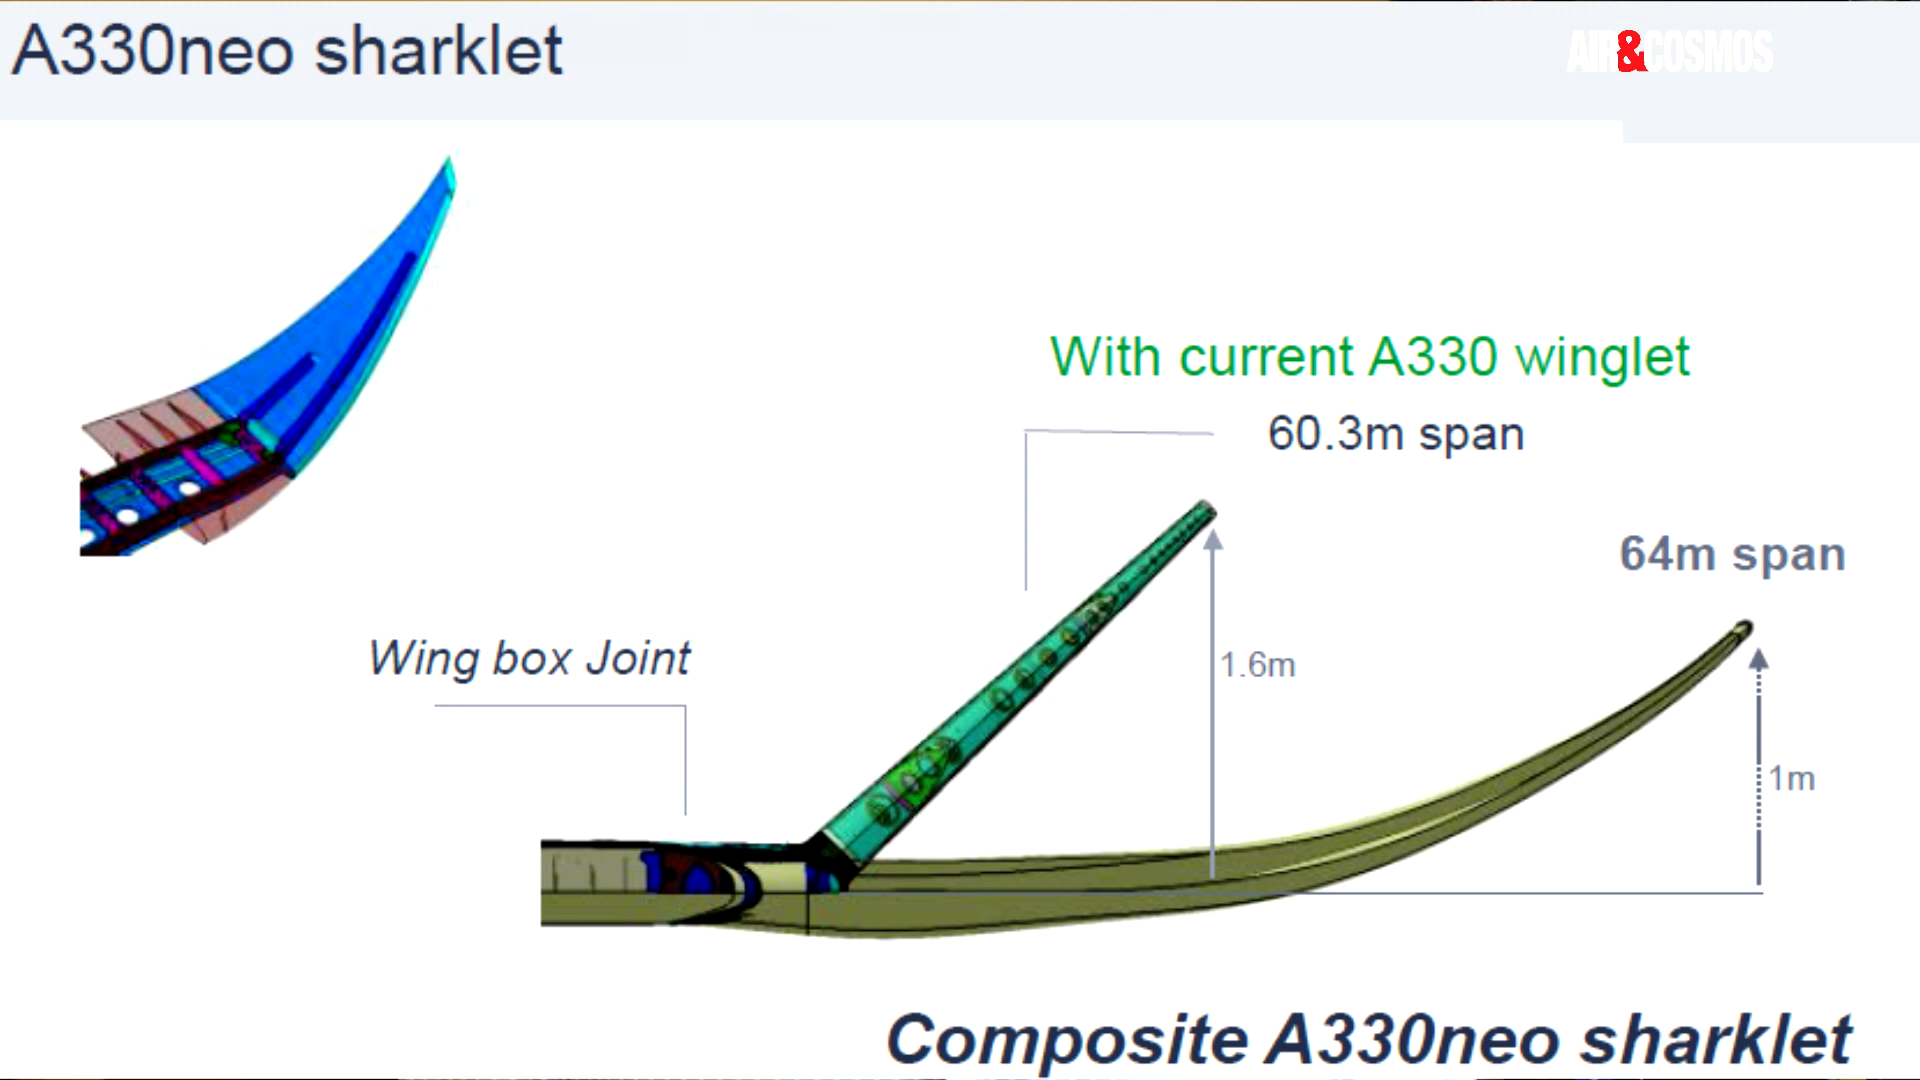 A330neo sharklet
AIR&COSMOS
With current A330 winglet
60.3m span
64m span
Wing box Joint
1.6m
1m
Composite A330neo sharklet